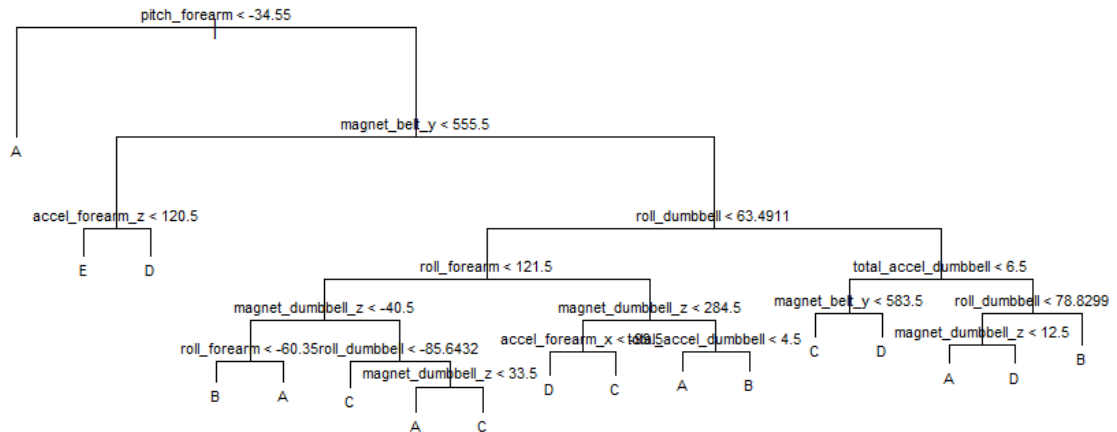 pitch_forearm < -34.55
magnet_belt_y < 555.5
A
accel_forearm_z < 120.5
roll_dumbbell < 63.4911
E D
roll_forearm < 121.5
total_accel_dumbbell < 6.5
magnet_dumbbell_z < -40.5
magnet_dumbbell_z < 284.5
magnet_belt_y < 583.5
roll_dumbbell < 78.8299
roll_forearm < -60.35
roll_dumbbell < -85.6432
accel_forearm_x <
total_accel_dumbbell < 4.5
C D
magnet_dumbbell_z < 12.5
B
B A
C
magnet_dumbbell_z < 33.5
D C
A B
A D
A C